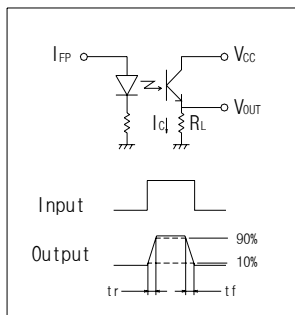 IFP
VCC
VOUT
IC RL
Input
Output
90%
10%
tr tf